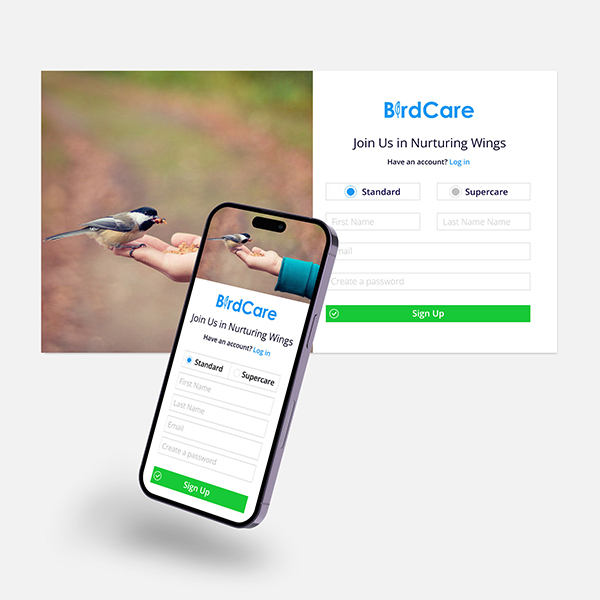 BirdCare
Join Us in Nurturing Wings
Have an account? Log in
Standard
Supercare
First Name
Last Name Name
Email
Create a password
Sign Up
BirdCare
Join Us in Nurturing Wings
Have an account? Log in
Standard
Supercare
First Name
Last Name
Email
Create a password
Sign Up